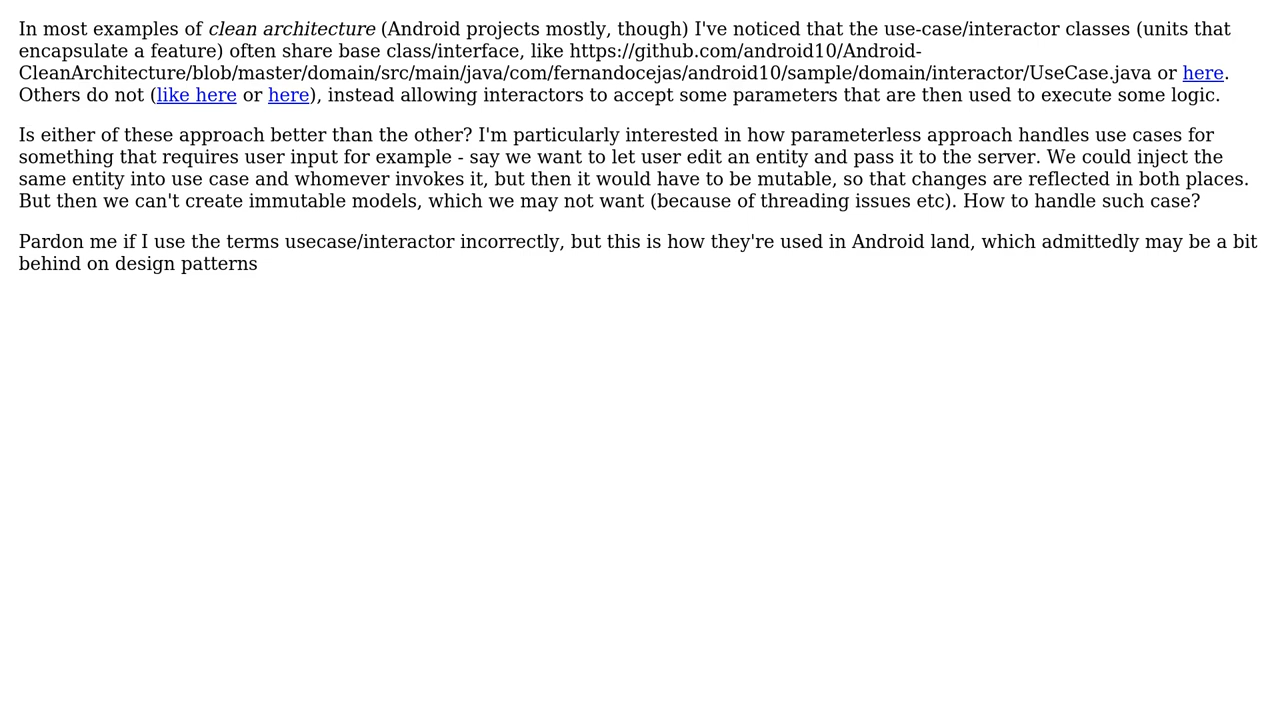 In most examples of clean architecture (Android projects mostly, though) I've noticed that the use-case/interactor classes (units that
encapsulate a feature) often share base class/interface, like https://github.com/android10/Android-
CleanArchitecture/blob/master/domain/src/main/java/com/fernandocejas/android10/sample/domain/interactor/UseCase.java or here.
Others do not (like here or here), instead allowing interactors to accept some parameters that are then used to execute some logic.
Is either of these approach better than the other? I'm particularly interested in how parameterless approach handles use cases for
something that requires user input for example - say we want to let user edit an entity and pass it to the server. We could inject the
same entity into use case and whomever invokes it, but then it would have to be mutable, so that changes are reflected in both places.
But then we can't create immutable models, which we may not want (because of threading issues etc). How to handle such case?
Pardon me if I use the terms usecase/interactor incorrectly, but this is how they're used in Android land, which admittedly may be a bit
behind on design patterns